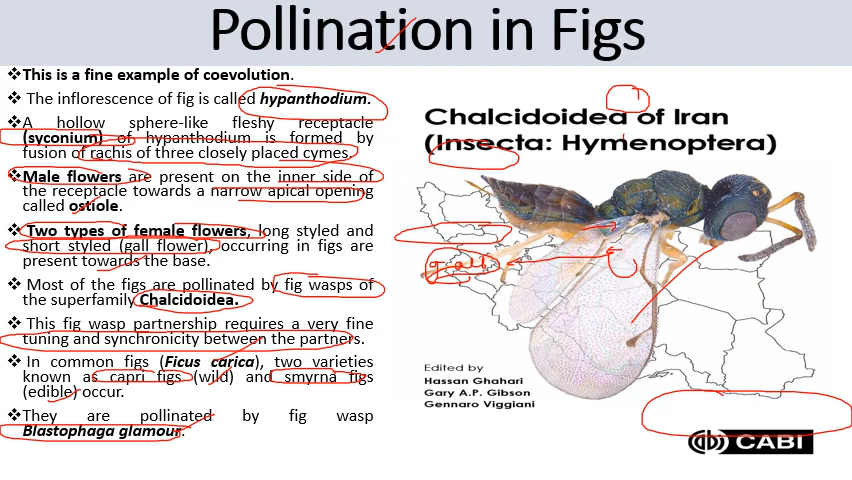 Pollination in Figs
❖This is a fine example of coevolution.
❖ The inflorescence of fig is called hypanthodium.
❖ A hollow sphere-like fleshy receptacle
(syconium) of hypanthodium is formed by
fusion of rachis of three closely placed cymes.
❖Male flowers are present on the inner side of
the receptacle towards a narrow apical opening
called ostiole.
❖ Two types of female flowers, long styled and
short styled (gall flower), occurring in figs are
present towards the base.
❖ Most of the figs are pollinated by fig wasps of
the superfamily Chalcidoidea.
❖ This fig wasp partnership requires a very fine
tuning and synchronicity between the partners.
❖ In common figs (Ficus carica), two varieties
known as capri figs (wild) and smyrna figs
(edible) occur.
❖ They are pollinated by fig wasp
Blastophaga glamour.
Chalcidoidea of Iran
(Insecta: Hymenoptera)
gall
Edited by
Hassan Ghahari
Gary A.P. Gibson
Gennaro Viggiani
CABI